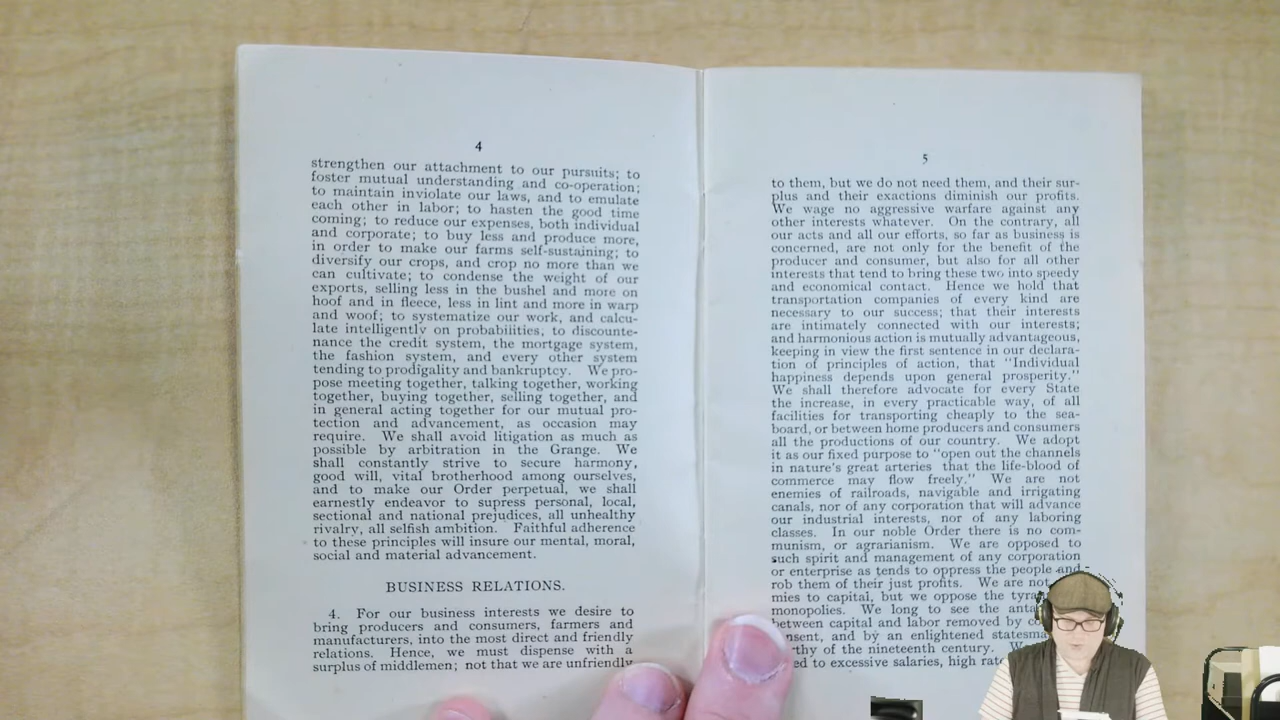 4
strengthen our attachment to our pursuits; to
foster mutual understanding and co-operation;
to maintain inviolate our laws, and to emulate
each other in labor; to hasten the good time
coming; to reduce our expenses, both individual
and corporate; to buy less and produce more,
in order to make our farms self-sustaining; to
diversify our crops, and crop no more than we
can cultivate; to condense the weight of our
exports, selling less in the bushel and more on
hoof and in fleece, less in lint and more in warp
and woof; to systematize our work, and calcu-
late intelligently on probabilities; to discounte-
nance the credit system, the mortgage system,
the fashion system, and every other system
tending to prodigality and bankruptcy. We pro-
pose meeting together, talking together, working
together, buying together, selling together, and
in general acting together for our mutual pro-
tection and advancement, as occasion may
require. We shall avoid litigation as much as
possible by arbitration in the Grange. We
shall constantly strive to secure harmony,
good will, vital brotherhood among ourselves,
and to make our Order perpetual, we shall
earnestly endeavor to supress personal, local,
sectional and national prejudices, all unhealthy
rivalry, all selfish ambition. Faithful adherence
to these principles will insure our mental, moral,
social and material advancement.
BUSINESS RELATIONS.
4. For our business interests we desire to
bring producers and consumers, farmers and
manufacturers, into the most direct and friendly
relations. Hence, we must dispense with a
surplus of middlemen; not that we are unfriendly
5
to them, but we do not need them, and their sur-
plus and their exactions diminish our profits.
We wage no aggressive warfare against any
other interests whatever. On the contrary, all
our acts and all our efforts, so far as business is
concerned, are not only for the benefit of the
producer and consumer, but also for all other
interests that tend to bring these two into speedy
and economical contact. Hence we hold that
transportation companies of every kind are
necessary to our success; that their interests
are intimately connected with our interests;
and harmonious action is mutually advantageous,
keeping in view the first sentence in our declara-
tion of principles of action, that "Individual
happiness depends upon general prosperity."
We shall therefore advocate for every State
the increase, in every practicable way, of all
facilities for transporting cheaply to the sea-
board, or between home producers and consumers
all the productions of our country. We adopt
it as our fixed purpose to "open out the channels
in nature's great arteries that the life-blood of
commerce may flow freely." We are not
enemies of railroads, navigable and irrigating
canals, nor of any corporation that will advance
our industrial interests, nor of any laboring
classes. In our noble Order there is no com-
munism, or agrarianism. We are opposed to
such spirit and management of any corporation
or enterprise as tends to oppress the people and
rob them of their just profits. We are not
mies to capital, but we oppose the
monopolies. We long to see the
between capital and labor removed by
and by an enlightened
of the nineteenth century.
to excessive salaries, high